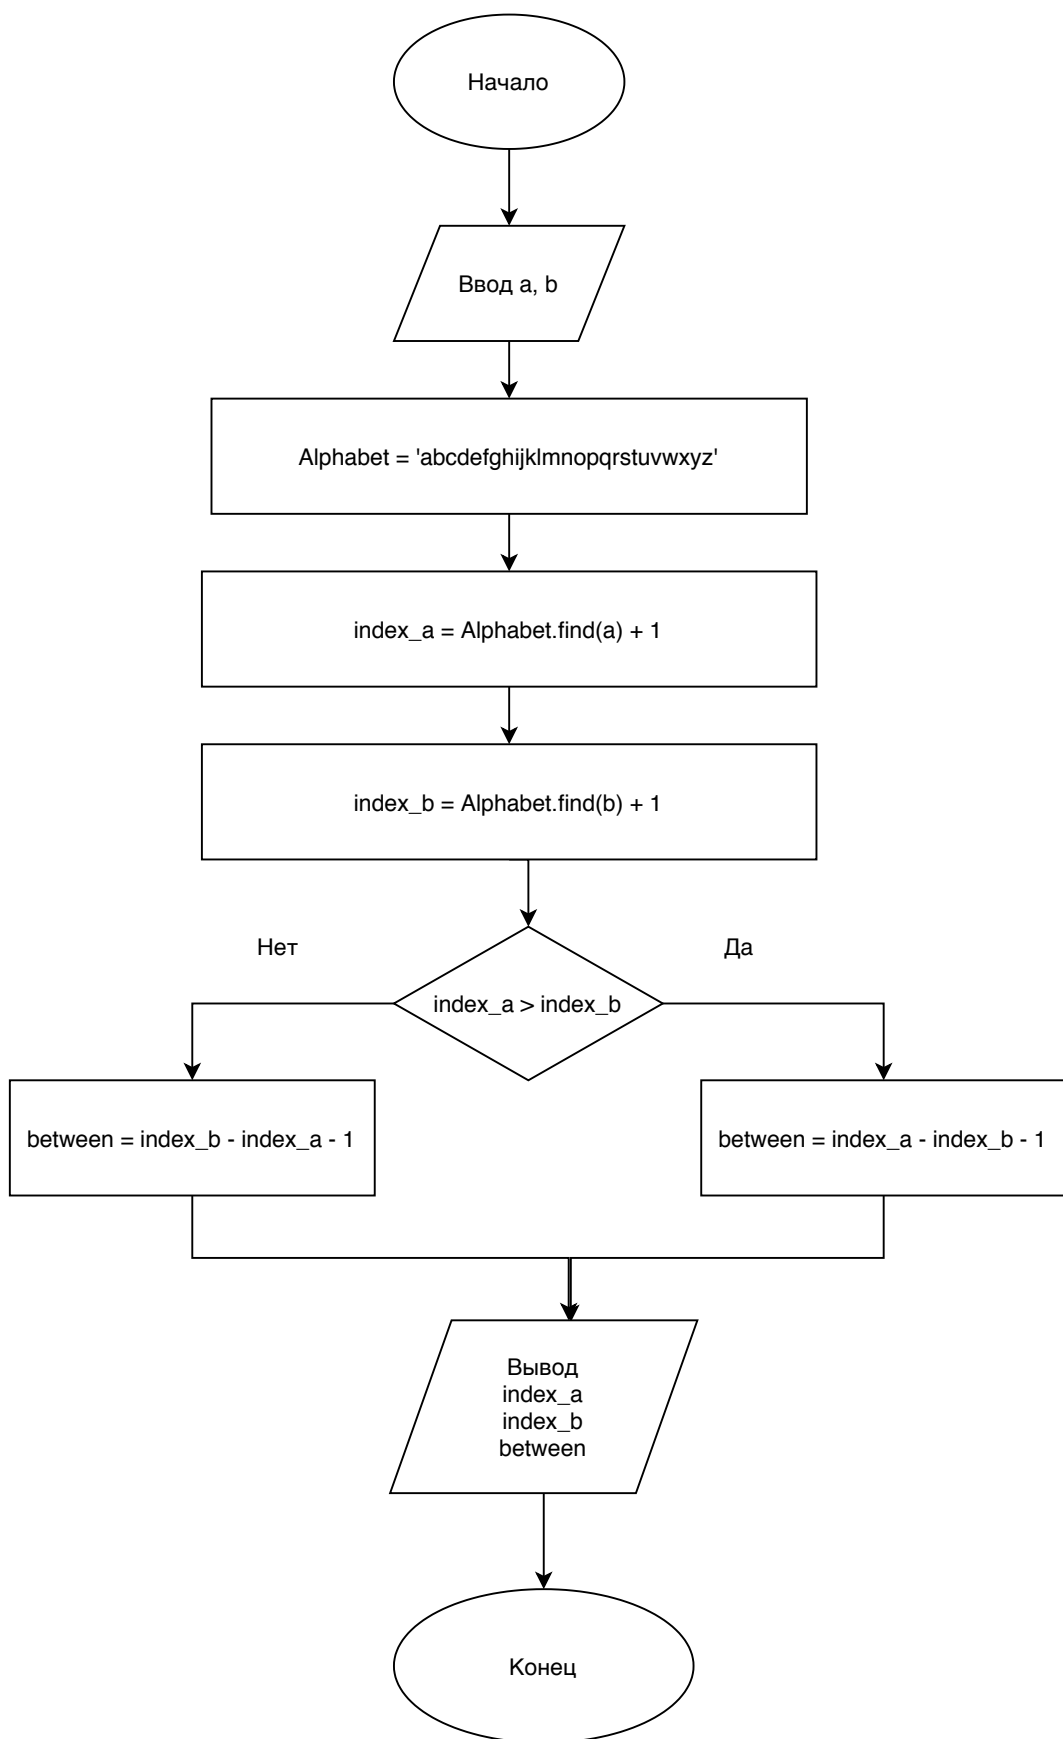 Начало
Ввод a, b
Alphabet = 'abcdefghijklmnopqrstuvwxyz'
index_a = Alphabet.find(a) + 1
index_b = Alphabet.find(b) + 1
Нет
Да
index_a > index_b
between = index_b - index_a - 1
between = index_a - index_b - 1
Вывод
index_a
index_b
between
Конец